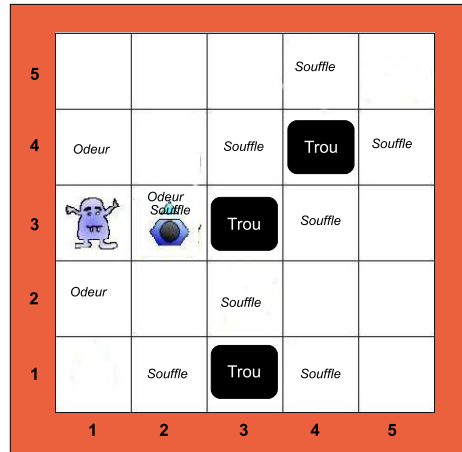 5 Souffle
4 Odeur Souffle Trou Souffle
Odeur
3 Souffle Trou Souffle
2 Odeur Souffle
1 Souffle Trou Souffle
1 2 3 4 5